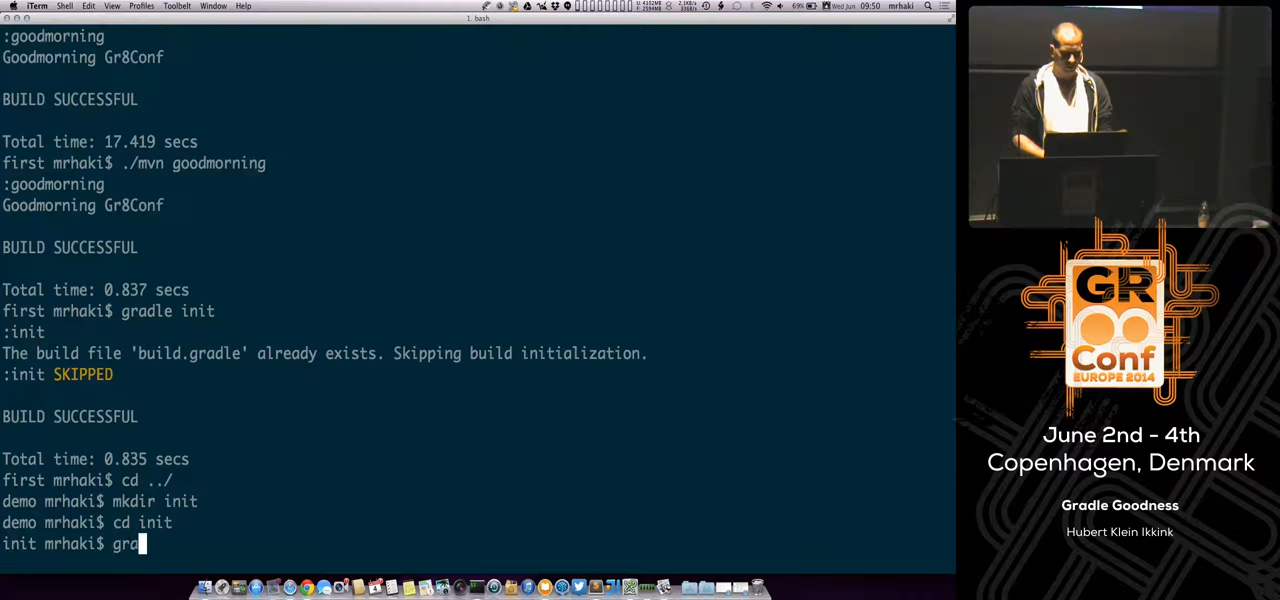 iTerm Shell Edit View Profiles Toolbelt Window Help
69% Wed Jun 09:50 mrhaki
1. bash
:goodmorning
Goodmorning Gr8Conf
BUILD SUCCESSFUL
Total time: 17.419 secs
first mrhaki$ ./mvn goodmorning
:goodmorning
Goodmorning Gr8Conf
BUILD SUCCESSFUL
Total time: 0.837 secs
first mrhaki$ gradle init
:init
The build file 'build.gradle' already exists. Skipping build initialization.
:init SKIPPED
BUILD SUCCESSFUL
Total time: 0.835 secs
first mrhaki$ cd ../
demo mrhaki$ mkdir init
demo mrhaki$ cd init
init mrhaki$ gra
GR
Conf
EUROPE 2014
June 2nd - 4th
Copenhagen, Denmark
Gradle Goodness
Hubert Klein Ikkink